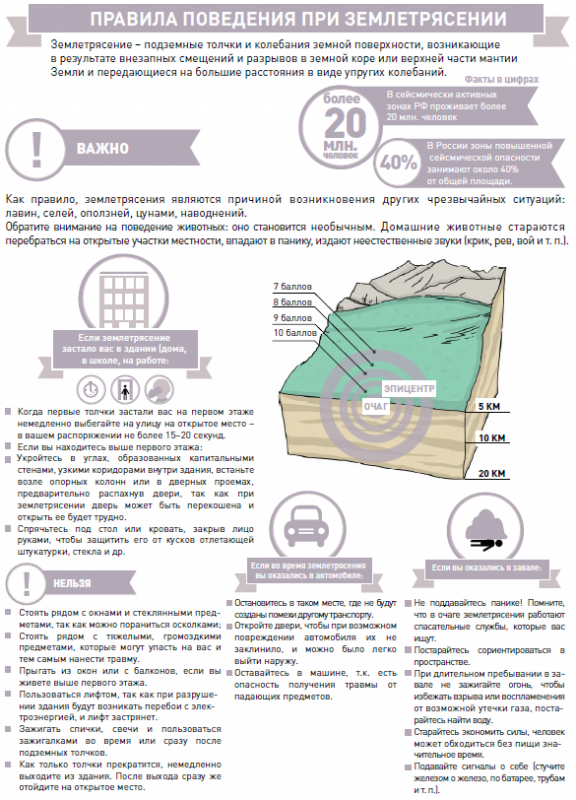 ПРАВИЛА ПОВЕДЕНИЯ ПРИ ЗЕМЛЕТРЯСЕНИИ
Землетрясение – подземные толчки и колебания земной поверхности, возникающие
в результате внезапных смещений и разрывов в земной коре или верхней части мантии
Земли и передающиеся на большие расстояния в виде упругих колебаний.
Факты в цифрах
более
20
МЛН.
человек
В сейсмически активных
зонах РФ проживает более
20 млн. человек
ВАЖНО
40%
В России зоны повышенной
сейсмической опасности
занимают около 40%
от общей площади.
Как правило, землетрясения являются причиной возникновения других чрезвычайных ситуаций:
лавин, селей, оползней, цунами, наводнений.
Обратите внимание на поведение животных: оно становится необычным. Домашние животные стараются
перебраться на открытые участки местности, впадают в панику, издают неестественные звуки (крик, рев, вой и т. п.).
7 баллов
8 баллов
9 баллов
10 баллов
ЭПИЦЕНТР
ОЧАГ
5 КМ
10 КМ
20 КМ
Если землетрясение
застало вас в здании (дома,
в школе, на работе:
Когда первые толчки застали вас на первом этаже
немедленно выбегайте на улицу на открытое место –
в вашем распоряжении не более 15–20 секунд.
Если вы находитесь выше первого этажа:
Укройтесь в углах, образованных капитальными
стенами, узкими коридорами внутри здания, встаньте
возле опорных колонн или в дверных проемах,
предварительно распахнув двери, так как при
землетрясении дверь может быть перекошена и
открыть ее будет трудно.
Спрячьтесь под стол или кровать, закрыв лицо
руками, чтобы защитить его от кусков отлетающей
штукатурки, стекла и др.
НЕЛЬЗЯ
Стоять рядом с окнами и стеклянными пред-
метами, так как можно пораниться осколками;
Стоять рядом с тяжелыми, громоздкими
предметами, которые могут упасть на вас и
тем самым нанести травму.
Прыгать из окон или с балконов, если вы
живете выше первого этажа.
Пользоваться лифтом, так как при разруше-
нии здания будут возникать перебои с элек-
троэнергией, и лифт застрянет.
Зажигать спички, свечи и пользоваться
зажигалками во время или сразу после
подземных толчков.
Как только толчки прекратятся, немедленно
выходите из здания. После выхода сразу же
отойдите на открытое место.
Если во время землетрясения
вы оказались в автомобиле:
Остановитесь в таком месте, где не будут
созданы помехи другому транспорту.
Откройте двери, чтобы при возможном
повреждении автомобиля их не
заклинило, и можно было легко
выйти наружу.
Оставайтесь в машине, т.к. есть
опасность получения травмы от
падающих предметов.
Если вы оказались в завале:
Не поддавайтесь панике! Помните,
что в очаге землетрясения работают
спасательные службы, которые вас
ищут.
Постарайтесь сориентироваться в
пространстве.
При длительном пребывании в за-
вале не зажигайте огонь, чтобы
избежать взрыва или воспламенения
от возможной утечки газа, поста-
райтесь найти воду.
Старайтесь экономить силы, человек
может обходиться без пищи зна-
чительное время.
Подавайте сигналы о себе (стучите
железом о железо, по батарее, трубам
и т. п.).